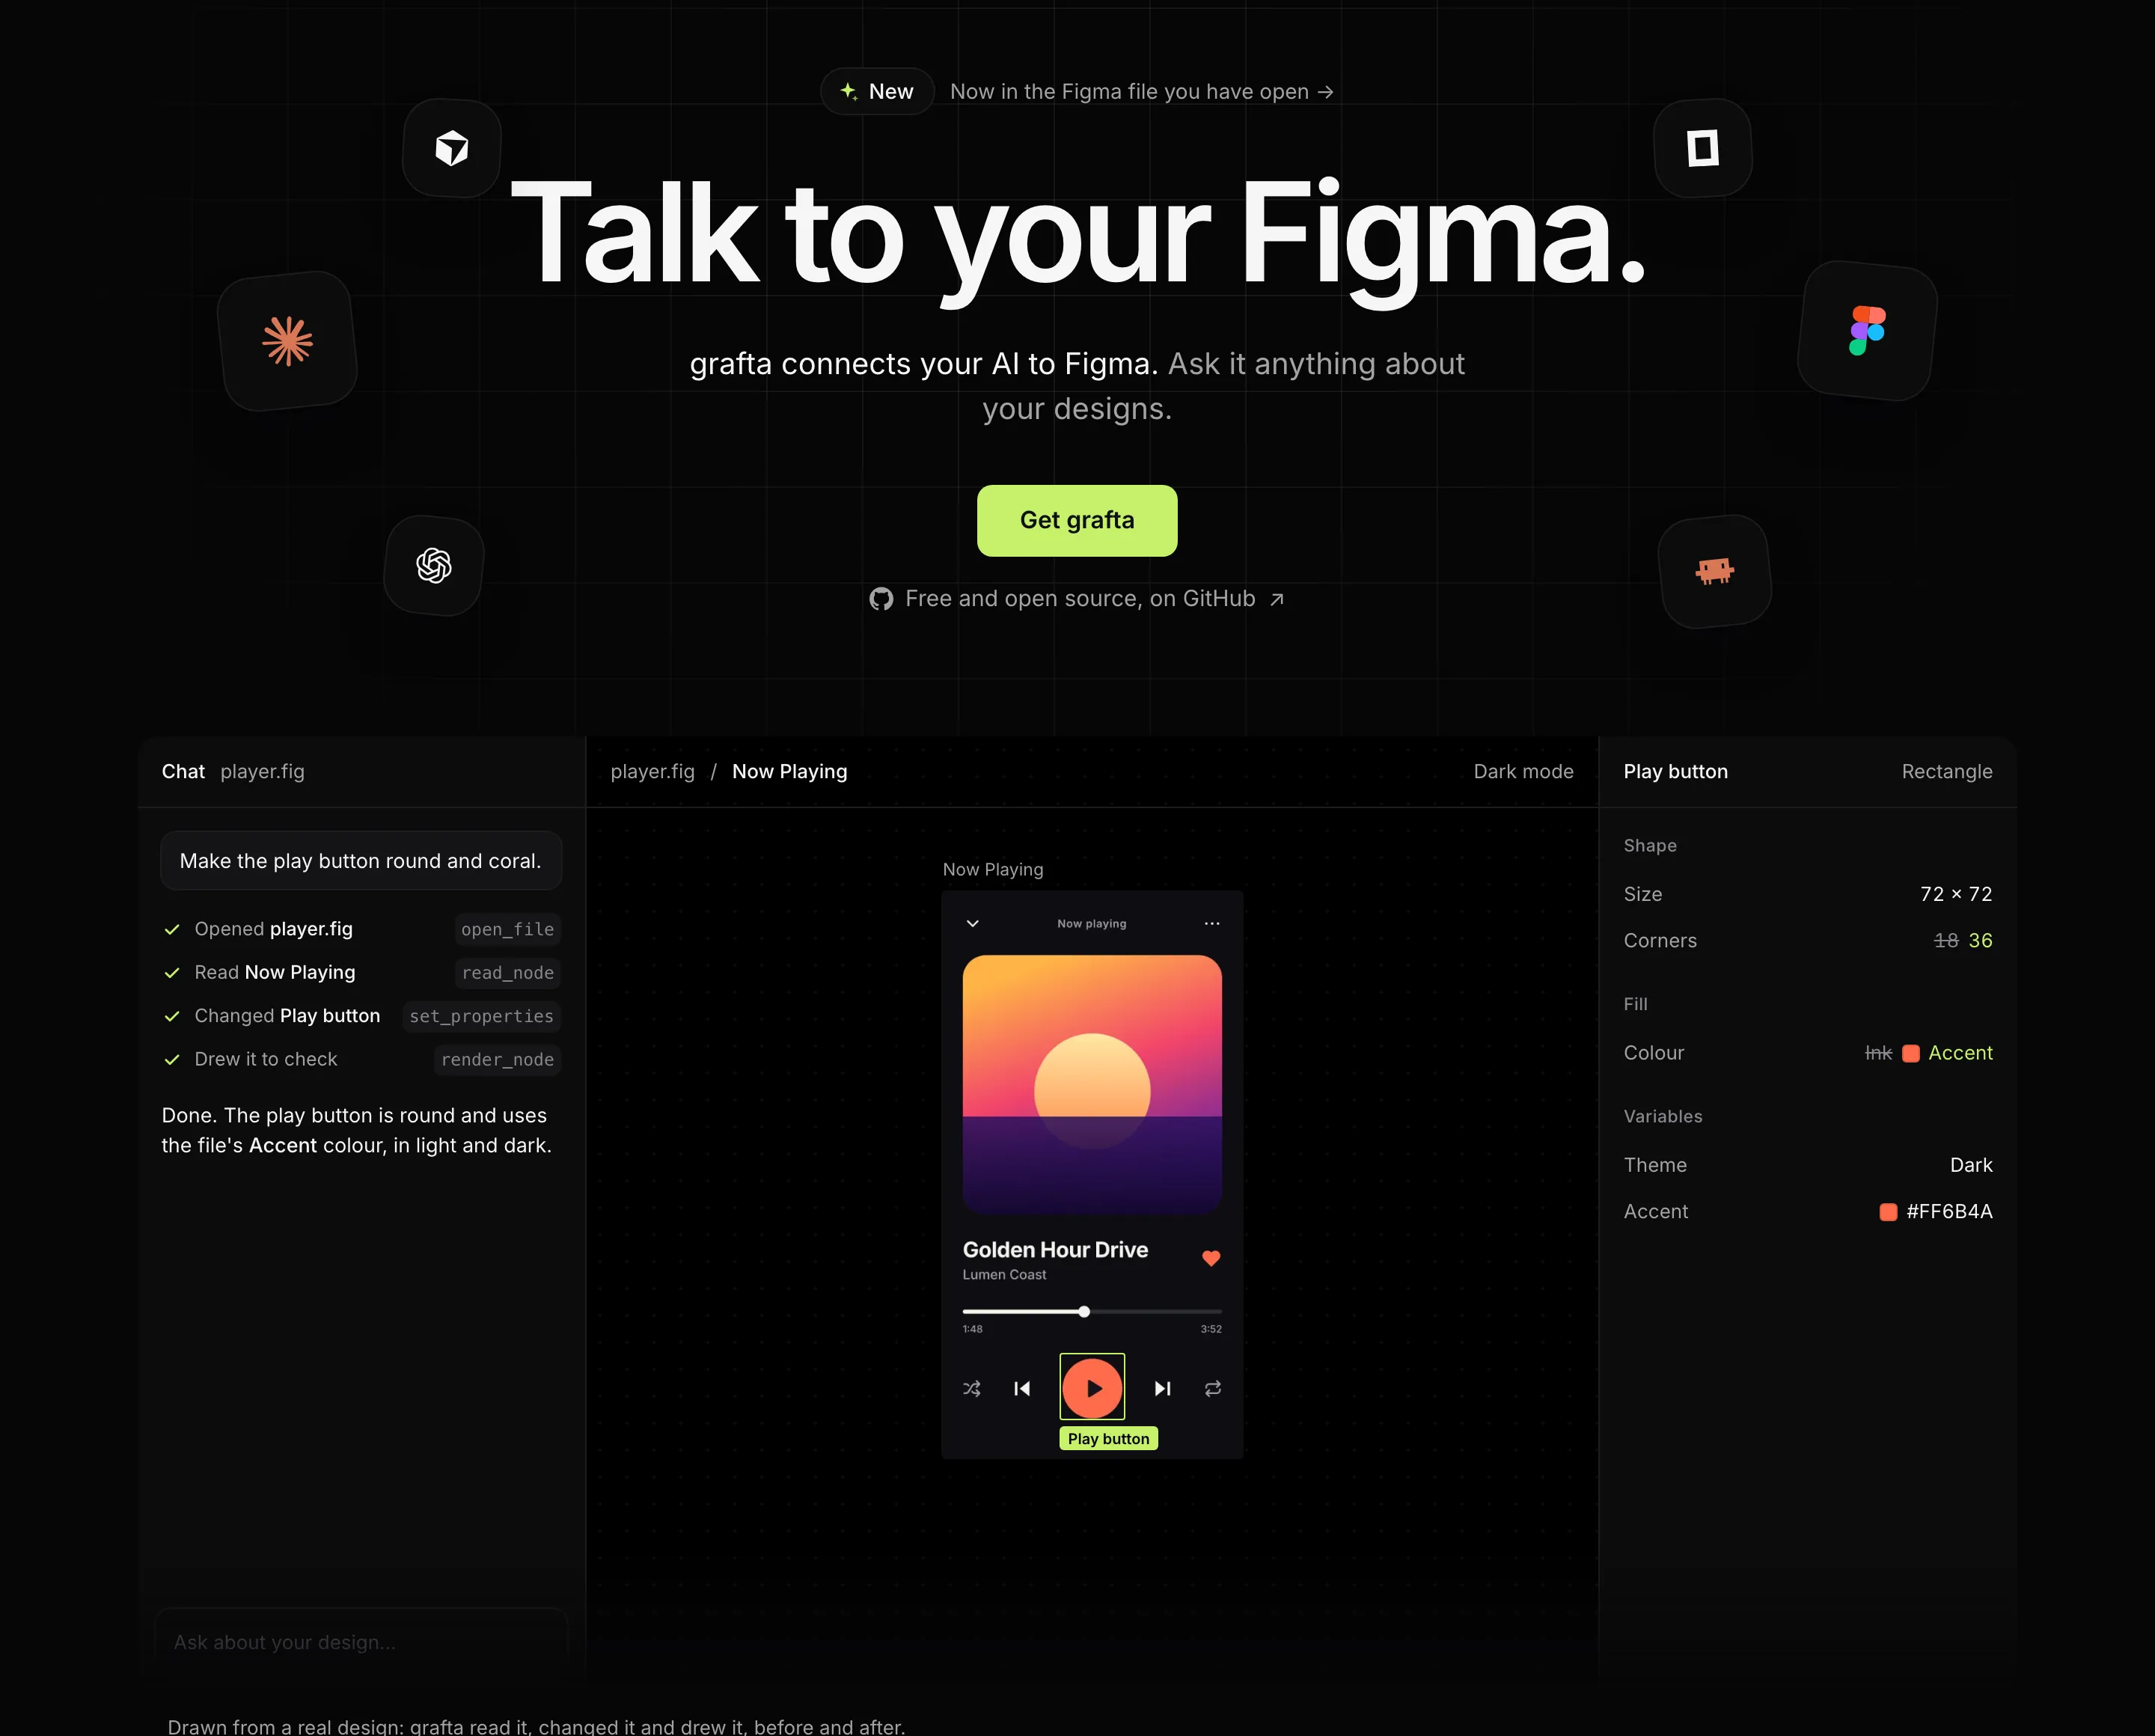 New
Now in the Figma file you have open →
Talk to your Figma.
grafta connects your AI to Figma. Ask it anything about
your designs.
Get grafta
Free and open source, on GitHub ↗
Chat player.fig
Make the play button round and coral.
Opened player.fig open_file
Read Now Playing read_node
Changed Play button set_properties
Drew it to check render_node
Done. The play button is round and uses
the file's Accent colour, in light and dark.
Ask about your design...
player.fig / Now Playing
Dark mode
Now Playing
Now playing
Golden Hour Drive
Lumen Coast
1:48 3:52
Play button
Play button Rectangle
Shape
Size 72 × 72
Corners 18 36
Fill
Colour Ink Accent
Variables
Theme Dark
Accent #FF6B4A
Drawn from a real design: grafta read it, changed it and drew it, before and after.